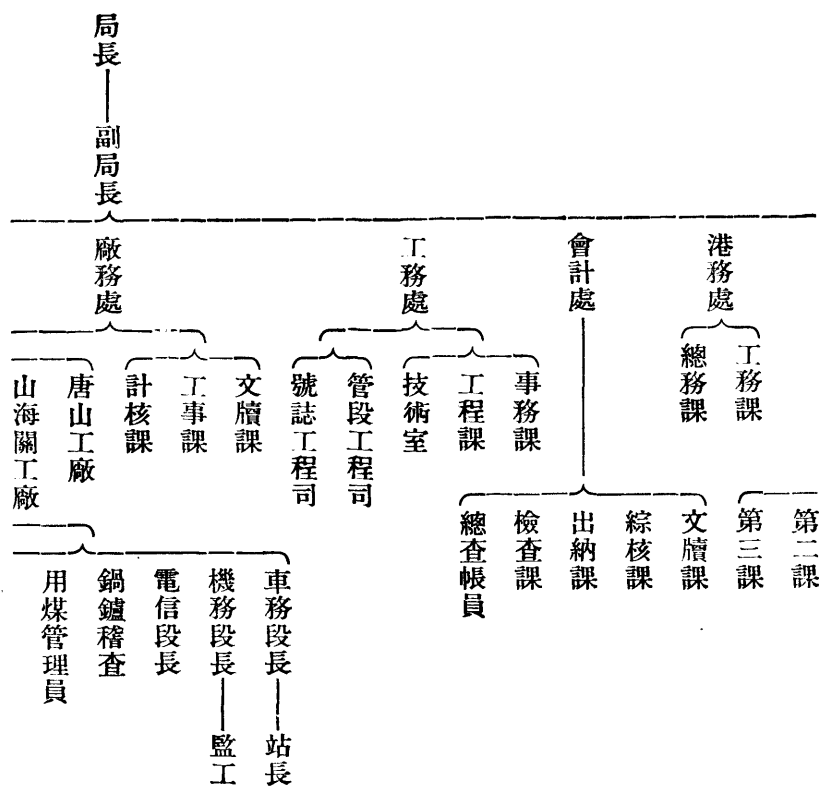 局長
副局長
港務處
工務課
總務課
第二課
第三課
會計處
文牘課
綜核課
出納課
檢查課
總查帳員
工務處
事務課
工程課
技術室
管段工程司
號誌工程司
廠務處
文牘課
工事課
計核課
唐山工廠
山海關工廠
車務段長
站長
機務段長
監工
電信段長
鍋鑪稽查
用煤管理員